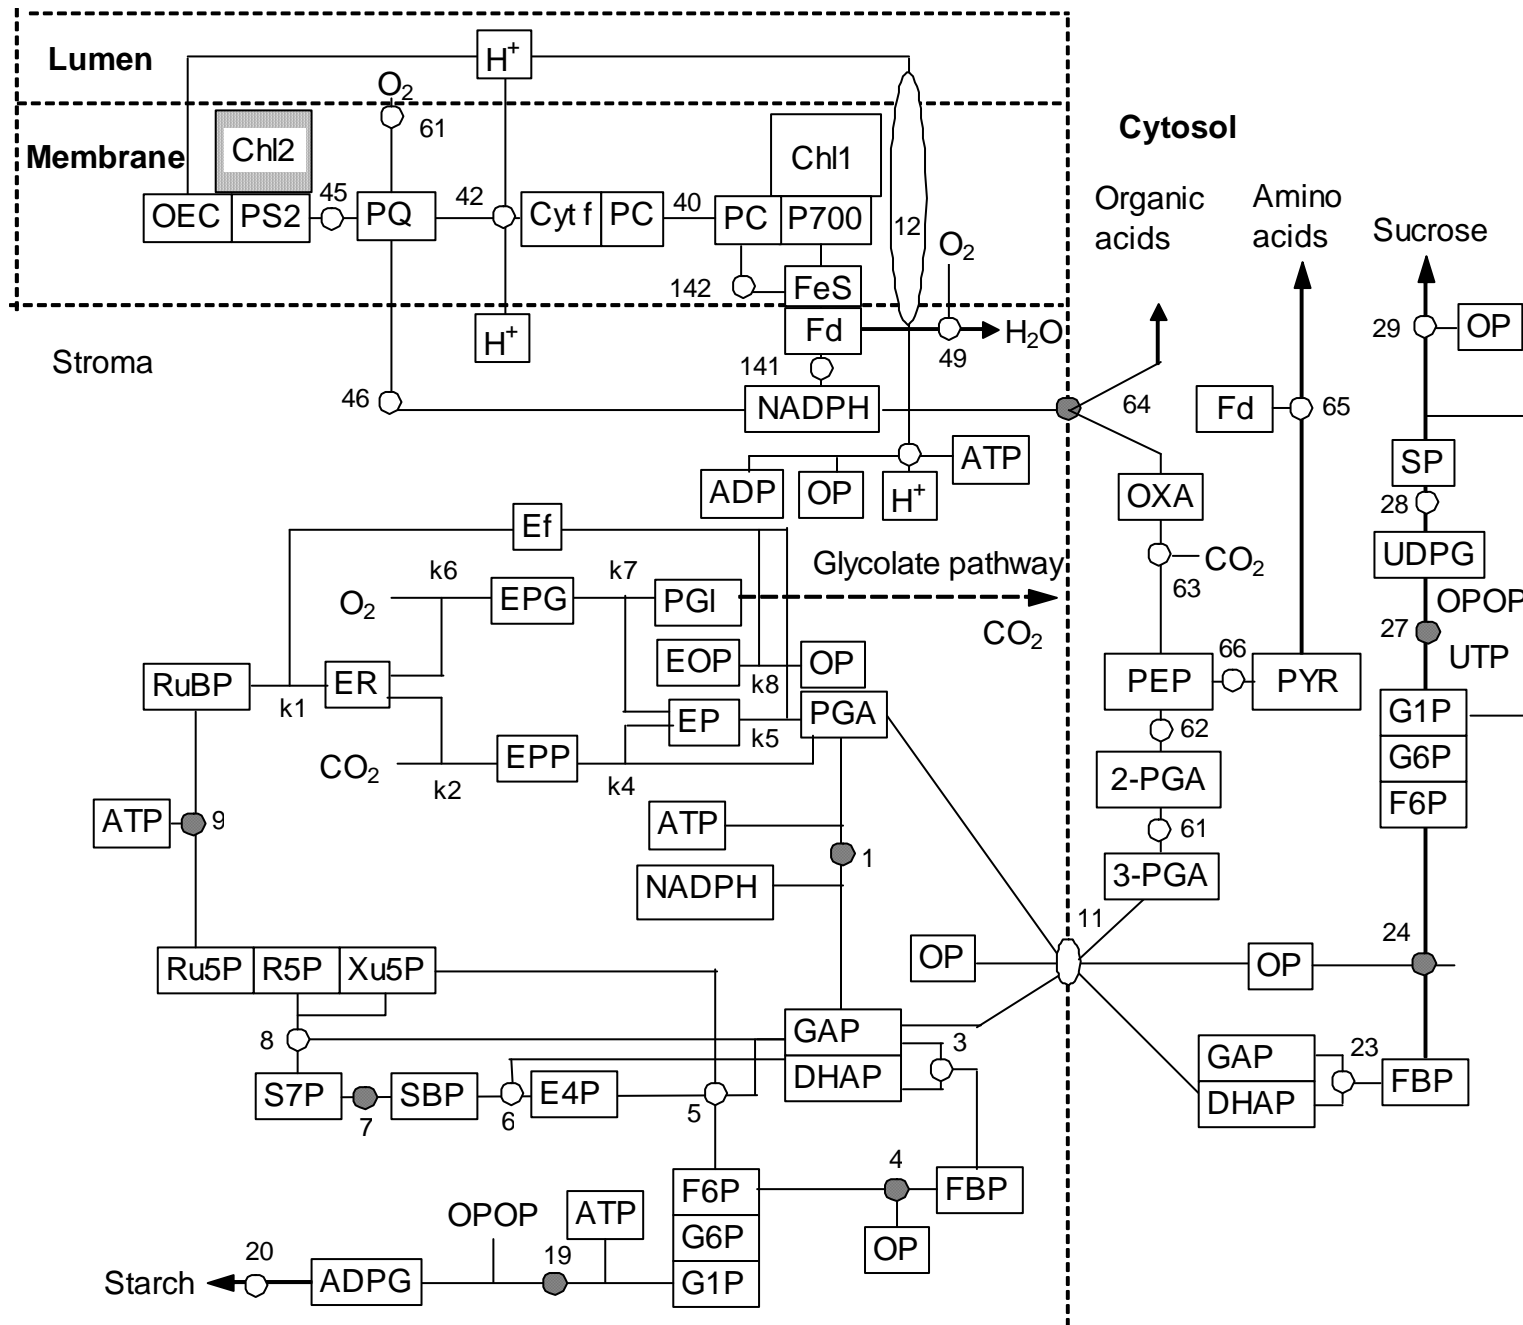 Lumen
H⁺
O₂
61
Cytosol
Membrane
Chl2
Chl1
45
42
40
OEC
PS2
PQ
Cyt f
PC
PC
P700
12
O₂
Organic
acids
Amino
acids
Sucrose
142
FeS
Fd
H₂O
49
H⁺
Stroma
141
46
NADPH
64
Fd
65
29
OP
ADP
OP
H⁺
ATP
OXA
SP
28
Ef
Glycolate pathway
CO₂
63
UDPG
OPOP
27
UTP
k6
k7
O₂
EPG
PGl
CO₂
EOP
OP
k8
RuBP
k1
ER
EP
k5
PGA
PEP
66
PYR
G1P
G6P
F6P
62
CO₂
k2
EPP
k4
2-PGA
ATP
9
ATP
1
61
NADPH
3-PGA
11
24
Ru5P
R5P
Xu5P
OP
OP
8
GAP
DHAP
3
GAP
DHAP
23
FBP
S7P
7
SBP
6
E4P
5
4
F6P
G6P
G1P
FBP
OP
OPOP
ATP
20
19
Starch
ADPG